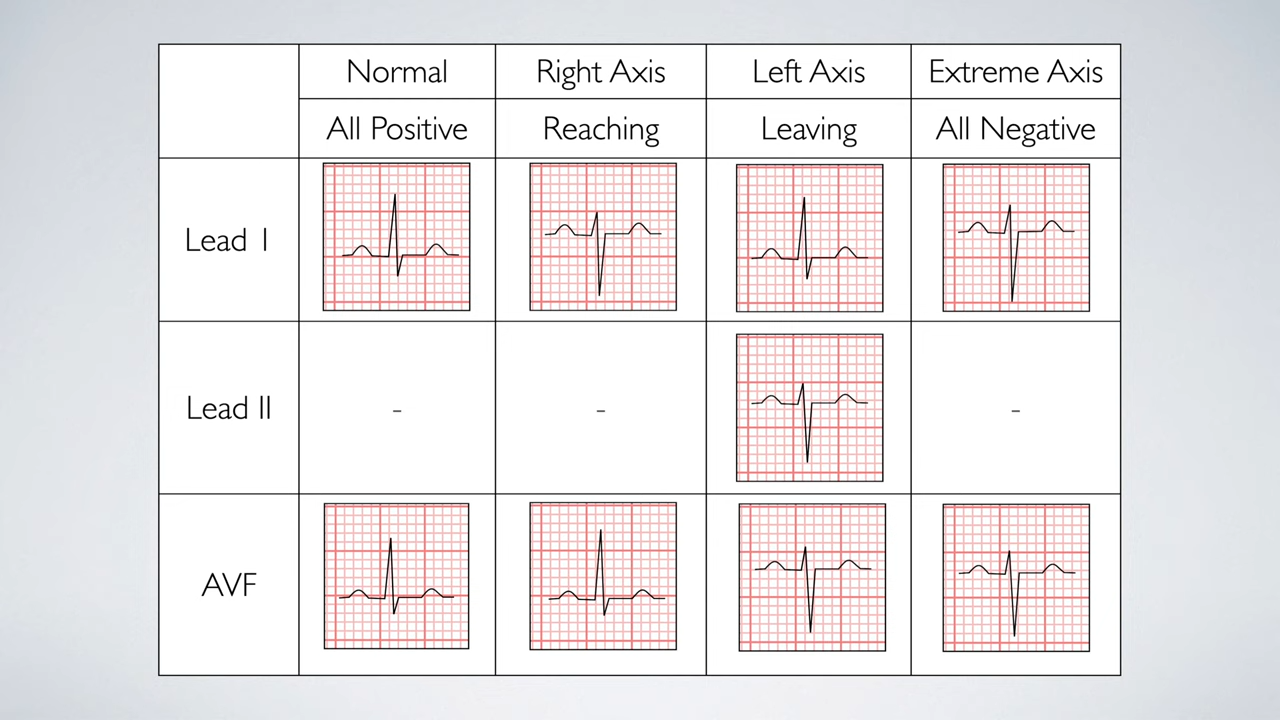 Normal
Right Axis
Left Axis
Extreme Axis
All Positive
Reaching
Leaving
All Negative
Lead I
Lead II
-
-
-
AVF